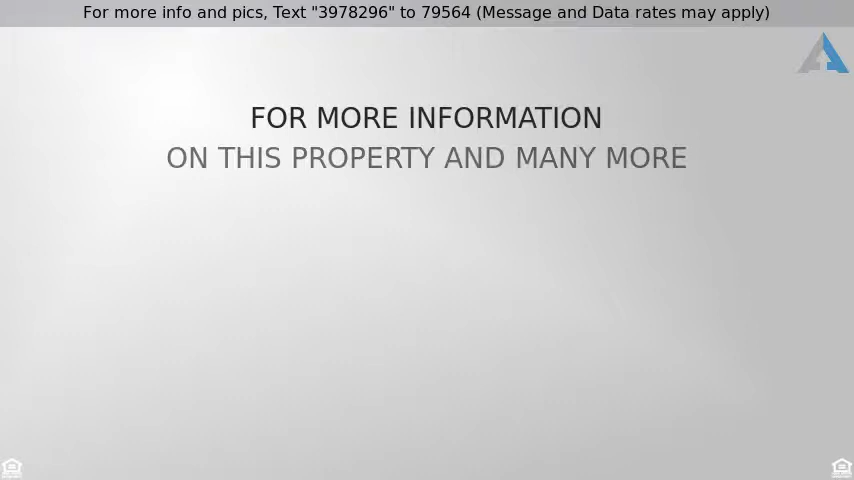 For more info and pics, Text "3978296" to 79564 (Message and Data rates may apply)
FOR MORE INFORMATION
ON THIS PROPERTY AND MANY MORE